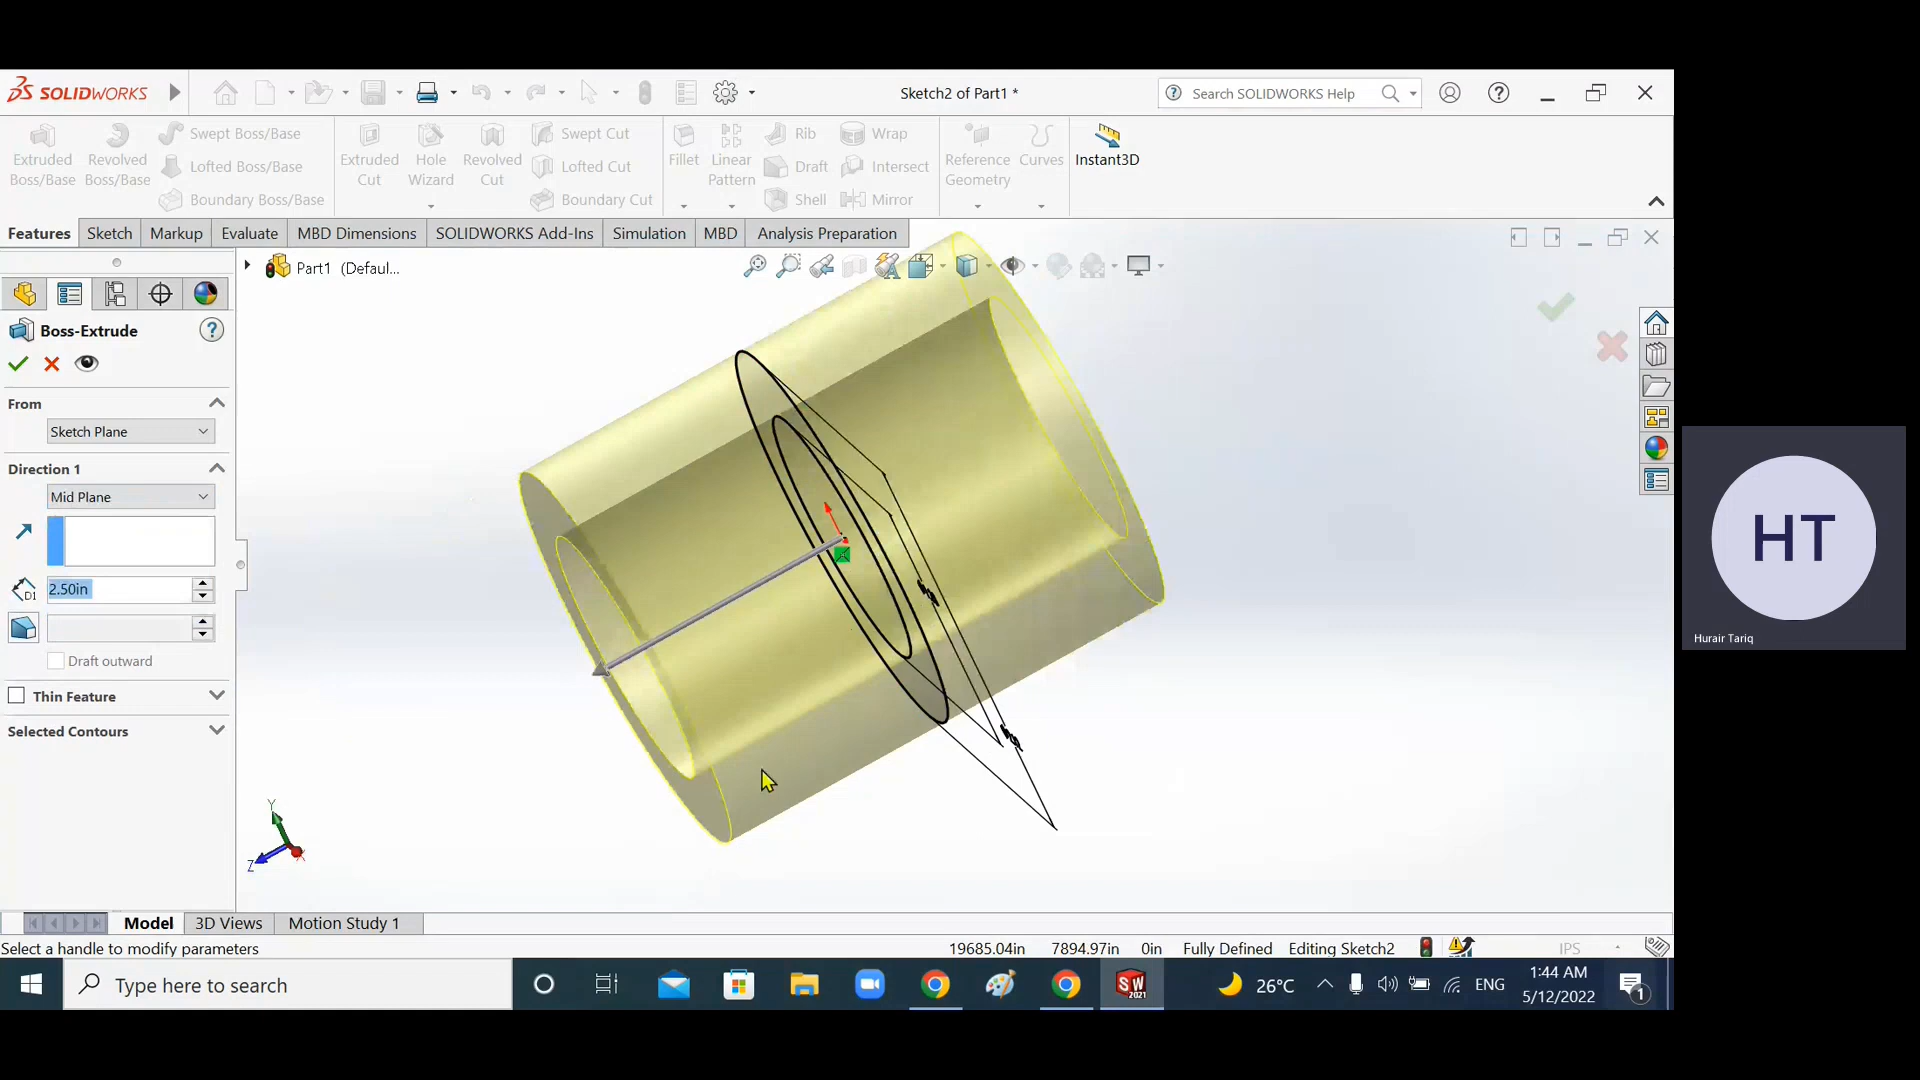 SOLIDWORKS
Sketch2 of Part1 *
Search SOLIDWORKS Help
Extruded Boss/Base
Revolved Boss/Base
Swept Boss/Base
Lofted Boss/Base
Boundary Boss/Base
Extruded Cut
Hole Wizard
Revolved Cut
Swept Cut
Lofted Cut
Boundary Cut
Fillet
Linear Pattern
Rib
Draft
Shell
Wrap
Intersect
Mirror
Reference Geometry
Curves
Instant3D
Features
Sketch
Markup
Evaluate
MBD Dimensions
SOLIDWORKS Add-Ins
Simulation
MBD
Analysis Preparation
Part1 (Defaul...
Boss-Extrude
From
Sketch Plane
Direction 1
Mid Plane
D1
2.50in
Draft outward
Thin Feature
Selected Contours
Y
Z
X
Model
3D Views
Motion Study 1
Select a handle to modify parameters
19685.04in
7894.97in
0in
Fully Defined
Editing Sketch2
IPS
Type here to search
SW
2021
26°C
ENG
1:44 AM
5/12/2022
1
HT
Hurair Tariq